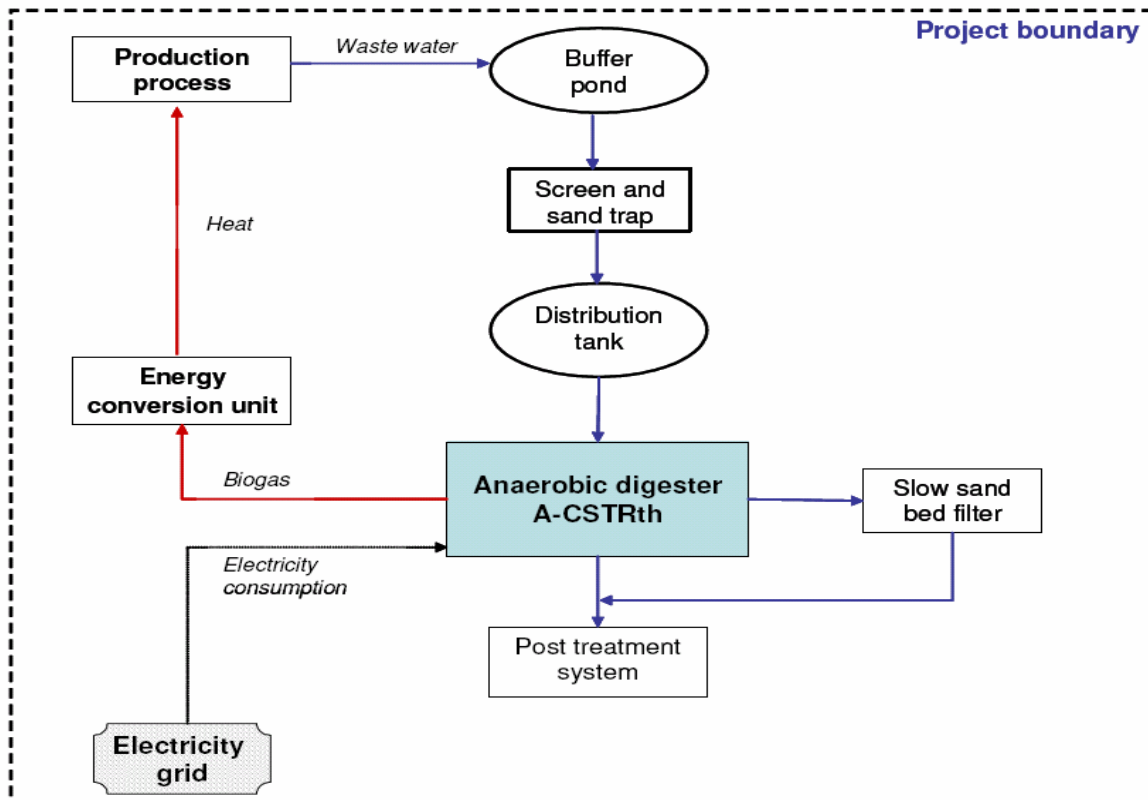 Project boundary
Production
process
Waste water
Buffer
pond
Screen and
sand trap
Heat
Distribution
tank
Energy
conversion unit
Biogas
Anaerobic digester
A-CSTRth
Slow sand
bed filter
Electricity
consumption
Post treatment
system
Electricity
grid